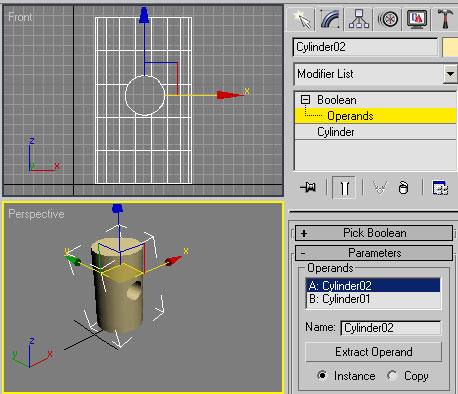 Front
z
x
y
x
Perspective
y
x
z
y
x
Cylinder02
Modifier List
Boolean
Operands
Cylinder
+ Pick Boolean
- Parameters
Operands
A: Cylinder02
B: Cylinder01
Name: Cylinder02
Extract Operand
Instance Copy